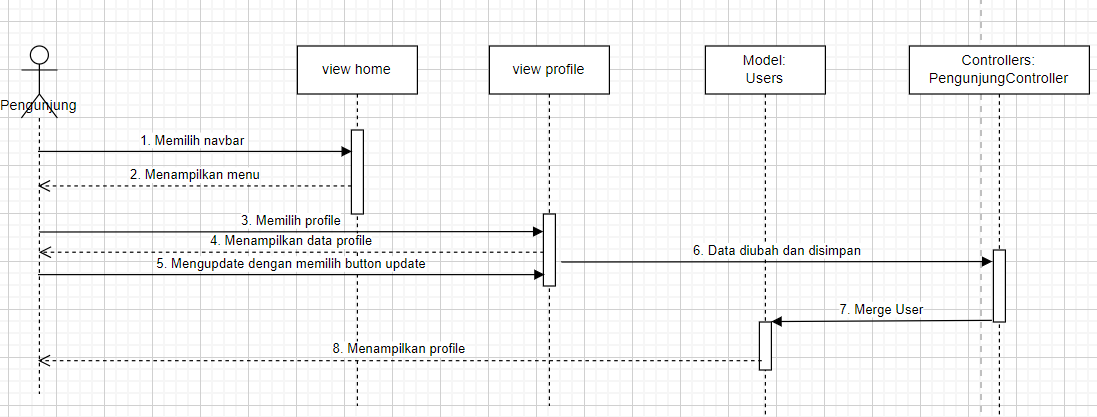 Pengunjung
view home
view profile
Model:
Users
Controllers:
PengunjungController
1. Memilih navbar
2. Menampilkan menu
3. Memilih profile
4. Menampilkan data profile
5. Mengupdate dengan memilih button update
6. Data diubah dan disimpan
7. Merge User
8. Menampilkan profile